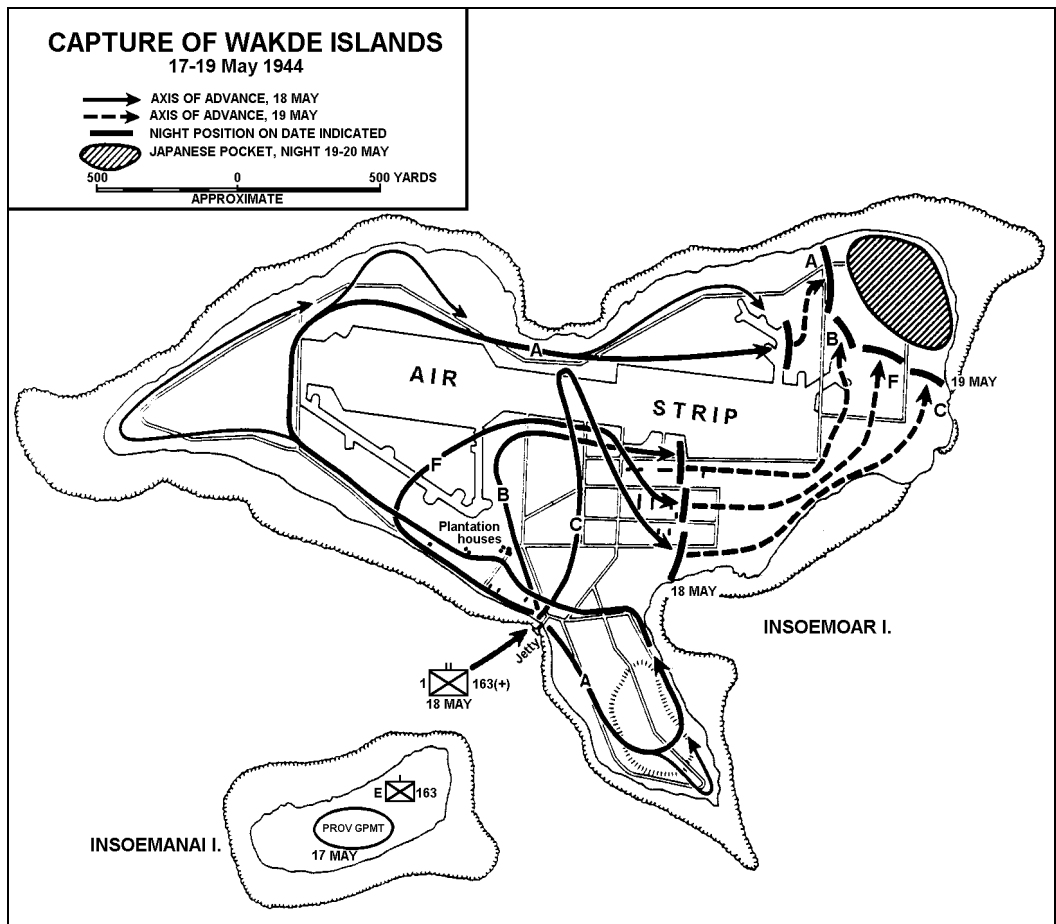 CAPTURE OF WAKDE ISLANDS
17-19 May 1944
AXIS OF ADVANCE, 18 MAY
AXIS OF ADVANCE, 19 MAY
NIGHT POSITION ON DATE INDICATED
JAPANESE POCKET, NIGHT 19-20 MAY
500 0 500 YARDS
APPROXIMATE
A
A
B
AIR
STRIP
F
19 MAY
C
F
B
C
Plantation
houses
18 MAY
INSOEMOAR I.
Jetty
A
1 163(+)
18 MAY
E 163
PROV GPMT
INSOEMANAI I.
17 MAY